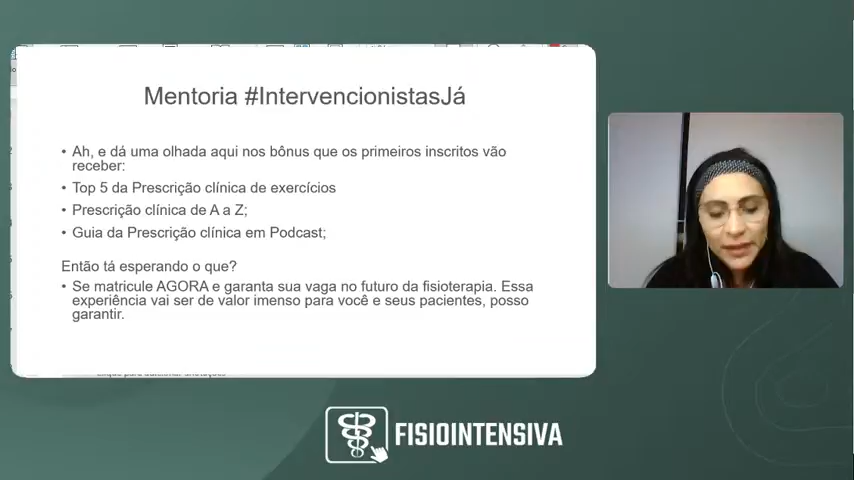 Mentoria #IntervencionistasJá
• Ah, e dá uma olhada aqui nos bônus que os primeiros inscritos vão
receber:
• Top 5 da Prescrição clínica de exercícios
• Prescrição clínica de A a Z;
• Guia da Prescrição clínica em Podcast;
Então tá esperando o que?
• Se matricule AGORA e garanta sua vaga no futuro da fisioterapia. Essa
experiência vai ser de valor imenso para você e seus pacientes, posso
garantir.
FISIOINTENSIVA